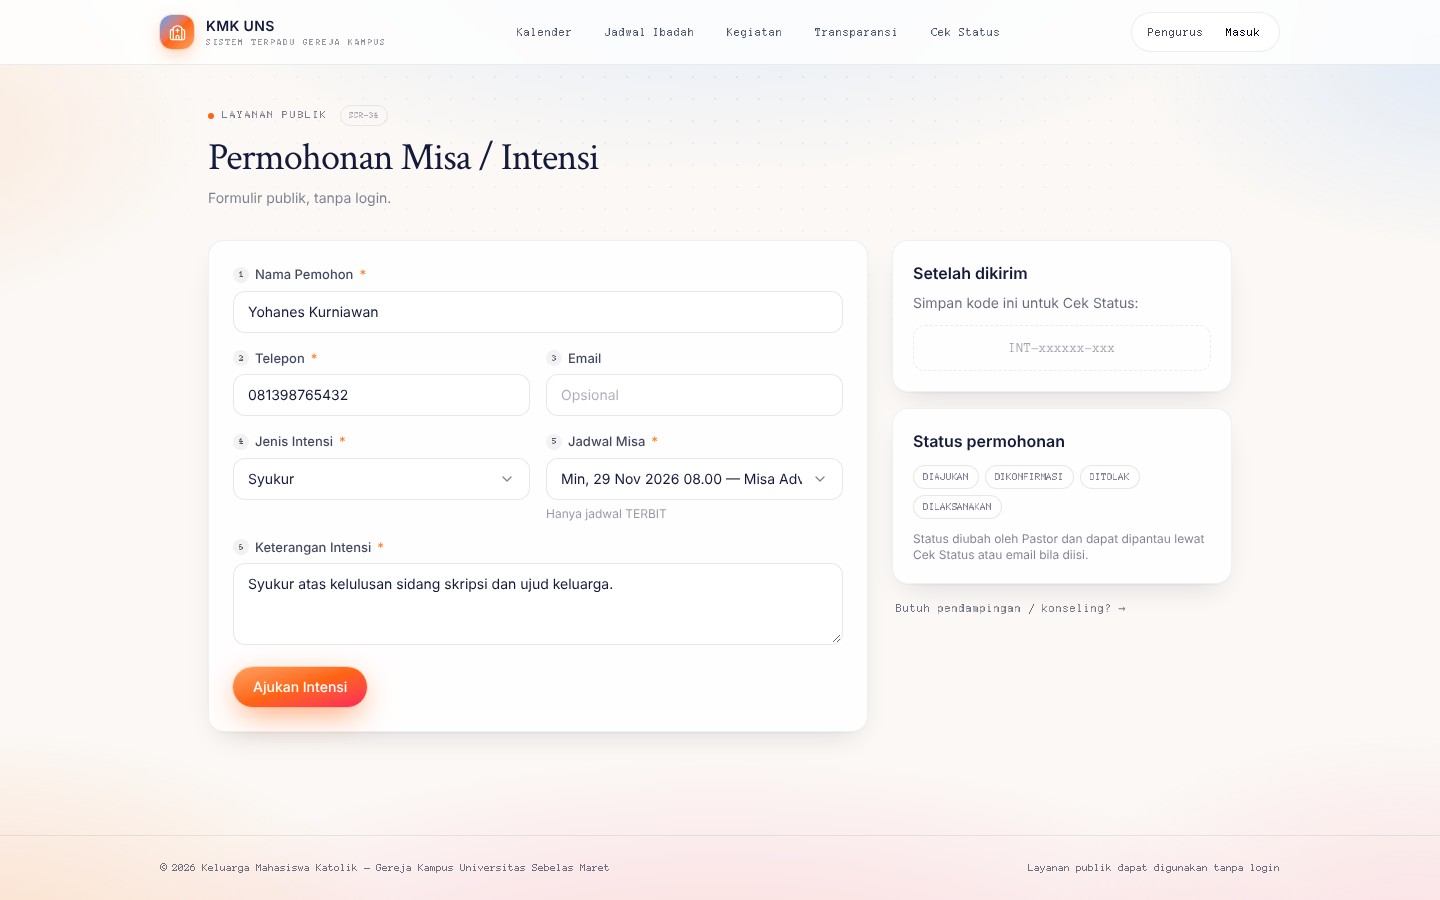 KMK UNS
SISTEM TERPADU GEREJA KAMPUS
Kalender
Jadwal Ibadah
Kegiatan
Transparansi
Cek Status
Pengurus
Masuk
LAYANAN PUBLIK
SCR-36
Permohonan Misa / Intensi
Formulir publik, tanpa login.
1 Nama Pemohon *
Yohanes Kurniawan
2 Telepon *
3 Email
081398765432
Opsional
4 Jenis Intensi *
5 Jadwal Misa *
Syukur
Min, 29 Nov 2026 08.00 — Misa Adv
Hanya jadwal TERBIT
6 Keterangan Intensi *
Syukur atas kelulusan sidang skripsi dan ujud keluarga.
Ajukan Intensi
Setelah dikirim
Simpan kode ini untuk Cek Status:
INT-xxxxxx-xxx
Status permohonan
DIAJUKAN
DIKONFIRMASI
DITOLAK
DILAKSANAKAN
Status diubah oleh Pastor dan dapat dipantau lewat
Cek Status atau email bila diisi.
Butuh pendampingan / konseling? →
© 2026 Keluarga Mahasiswa Katolik — Gereja Kampus Universitas Sebelas Maret
Layanan publik dapat digunakan tanpa login